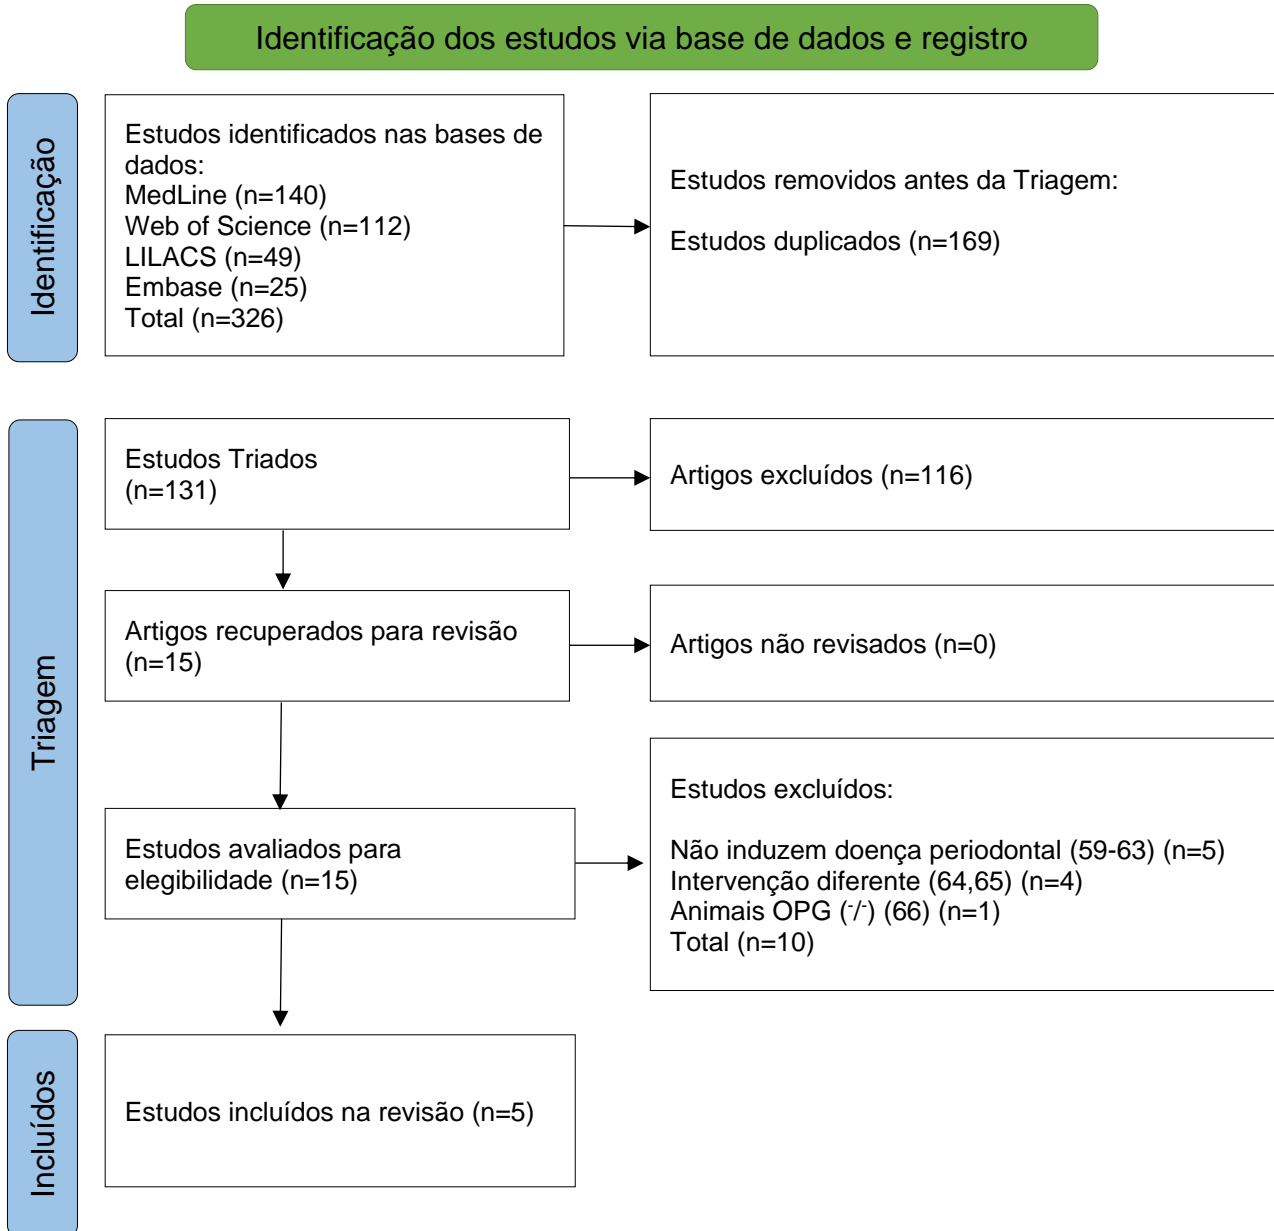 Identificação dos estudos via base de dados e registro
Identificação
Estudos identificados nas bases de
dados:
MedLine (n=140)
Web of Science (n=112)
LILACS (n=49)
Embase (n=25)
Total (n=326)
Estudos removidos antes da Triagem:
Estudos duplicados (n=169)
Triagem
Estudos Triados
(n=131)
Artigos excluídos (n=116)
Artigos recuperados para revisão
(n=15)
Artigos não revisados (n=0)
Estudos avaliados para
elegibilidade (n=15)
Estudos excluídos:
Não induzem doença periodontal (59-63) (n=5)
Intervenção diferente (64,65) (n=4)
Animais OPG (⁻/⁻) (66) (n=1)
Total (n=10)
Incluídos
Estudos incluídos na revisão (n=5)